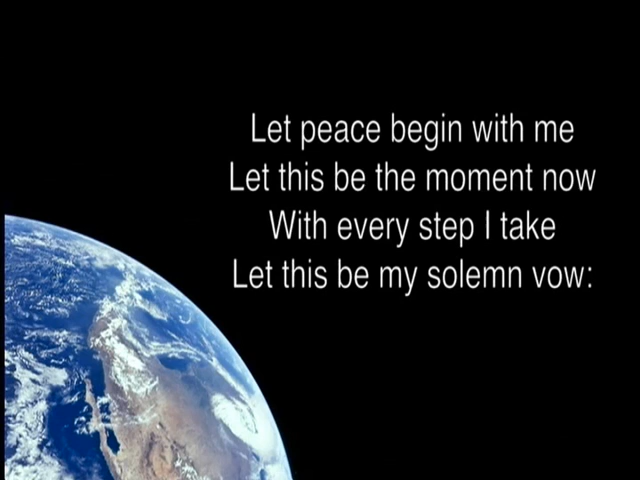 Let peace begin with me
Let this be the moment now
With every step I take
Let this be my solemn vow: